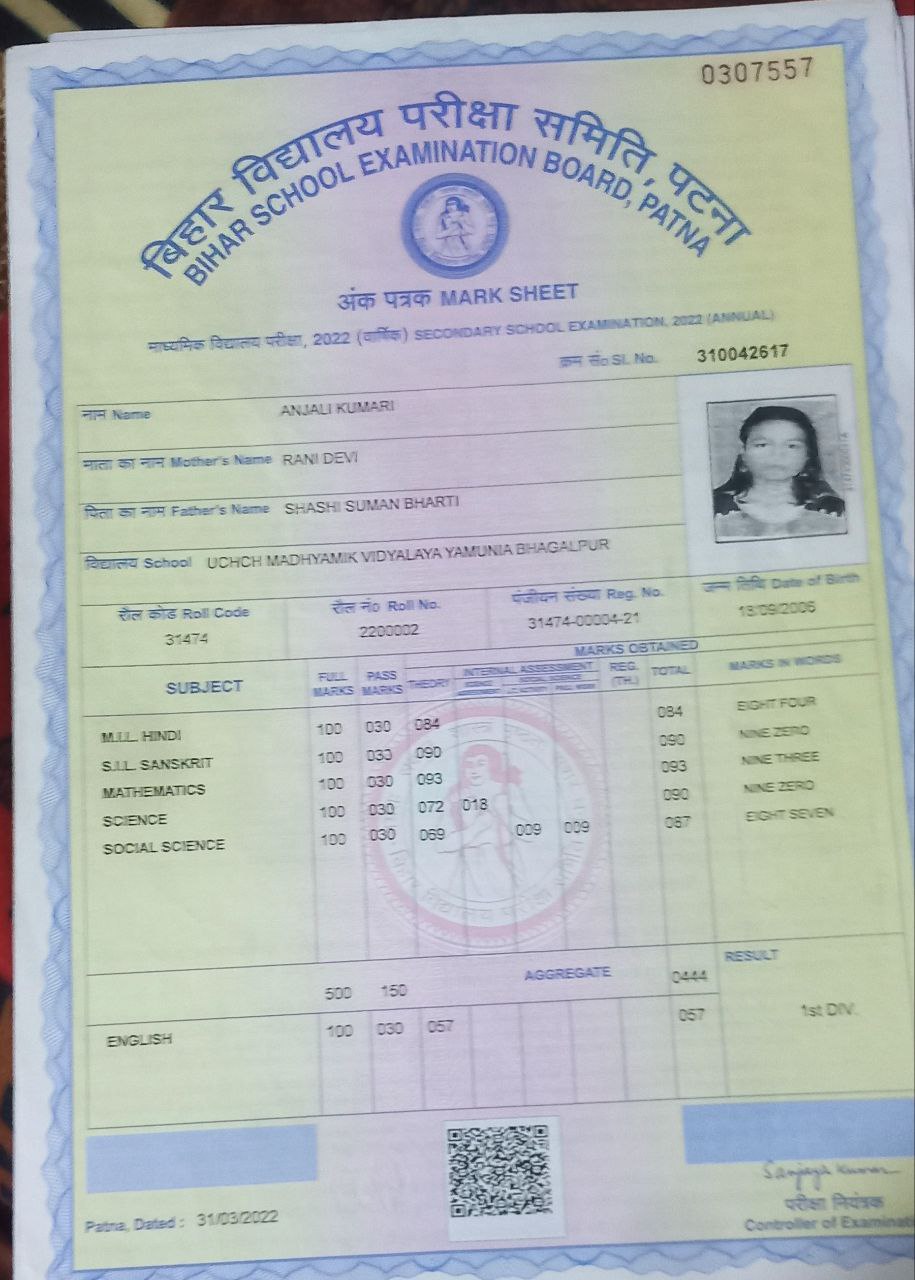 0307557
बिहार विद्यालय परीक्षा समिति, पटना
BIHAR SCHOOL EXAMINATION BOARD, PATNA
अंक पत्रक MARK SHEET
माध्यमिक विद्यालय परीक्षा, 2022 (वार्षिक) SECONDARY SCHOOL EXAMINATION, 2022 (ANNUAL)
क्रम सं० Sl. No. 310042617
नाम Name ANJALI KUMARI
माता का नाम Mother's Name RANI DEVI
पिता का नाम Father's Name SHASHI SUMAN BHARTI
विद्यालय School UCHCH MADHYAMIK VIDYALAYA YAMUNIA BHAGALPUR
रौल कोड Roll Code रौल नं० Roll No. पंजीयन संख्या Reg. No. जन्म तिथि Date of Birth
31474 2200002 31474-00004-21 13/09/2006
MARKS OBTAINED
SUBJECT FULL MARKS PASS MARKS THEORY INTERNAL ASSESSMENT REG. (TH.) TOTAL MARKS IN WORDS
SOCIAL SCIENCE
M.I.L. HINDI 100 030 084 084 EIGHT FOUR
S.I.L. SANSKRIT 100 030 090 090 NINE ZERO
MATHEMATICS 100 030 093 093 NINE THREE
SCIENCE 100 030 072 018 090 NINE ZERO
SOCIAL SCIENCE 100 030 069 009 009 087 EIGHT SEVEN
500 150 AGGREGATE 0444 RESULT
ENGLISH 100 030 057 057 1st DIV.
Patna, Dated : 31/03/2022
Sanjaya Kumar
परीक्षा नियंत्रक
Controller of Examinat